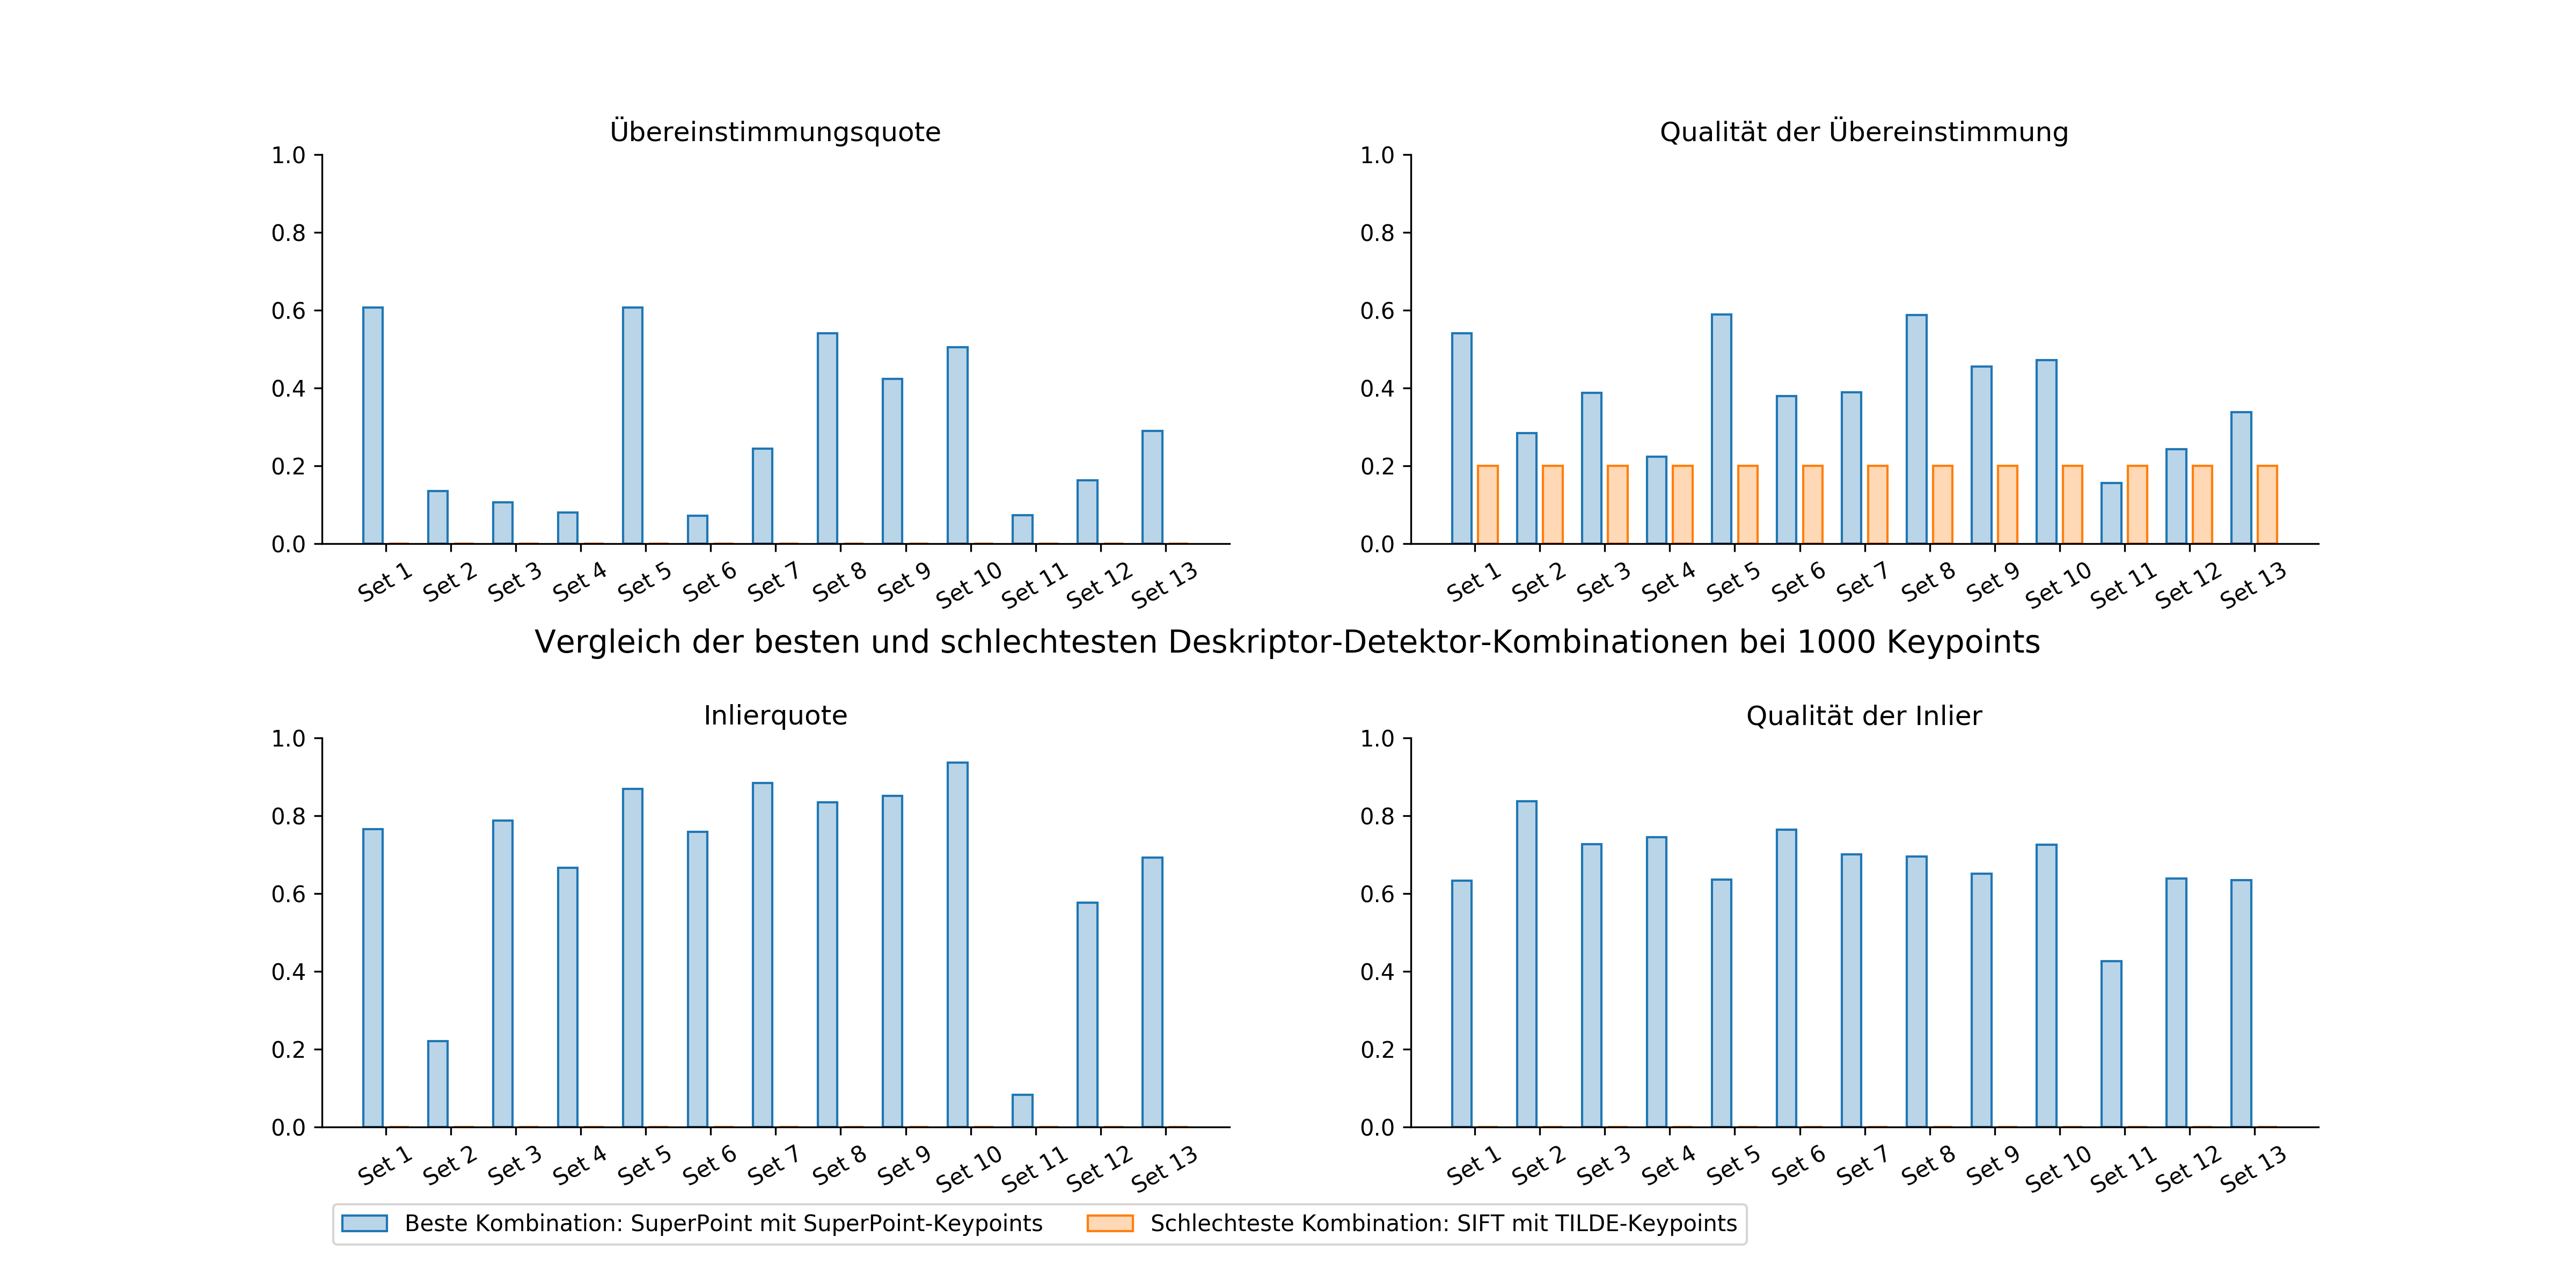 Übereinstimmungsquote
1.0
0.8
0.6
0.4
0.2
0.0
Set 1 Set 2 Set 3 Set 4 Set 5 Set 6 Set 7 Set 8 Set 9 Set 10 Set 11 Set 12 Set 13
Qualität der Übereinstimmung
1.0
0.8
0.6
0.4
0.2
0.0
Set 1 Set 2 Set 3 Set 4 Set 5 Set 6 Set 7 Set 8 Set 9 Set 10 Set 11 Set 12 Set 13
Vergleich der besten und schlechtesten Deskriptor-Detektor-Kombinationen bei 1000 Keypoints
Inlierquote
1.0
0.8
0.6
0.4
0.2
0.0
Set 1 Set 2 Set 3 Set 4 Set 5 Set 6 Set 7 Set 8 Set 9 Set 10 Set 11 Set 12 Set 13
Qualität der Inlier
1.0
0.8
0.6
0.4
0.2
0.0
Set 1 Set 2 Set 3 Set 4 Set 5 Set 6 Set 7 Set 8 Set 9 Set 10 Set 11 Set 12 Set 13
Beste Kombination: SuperPoint mit SuperPoint-Keypoints Schlechteste Kombination: SIFT mit TILDE-Keypoints